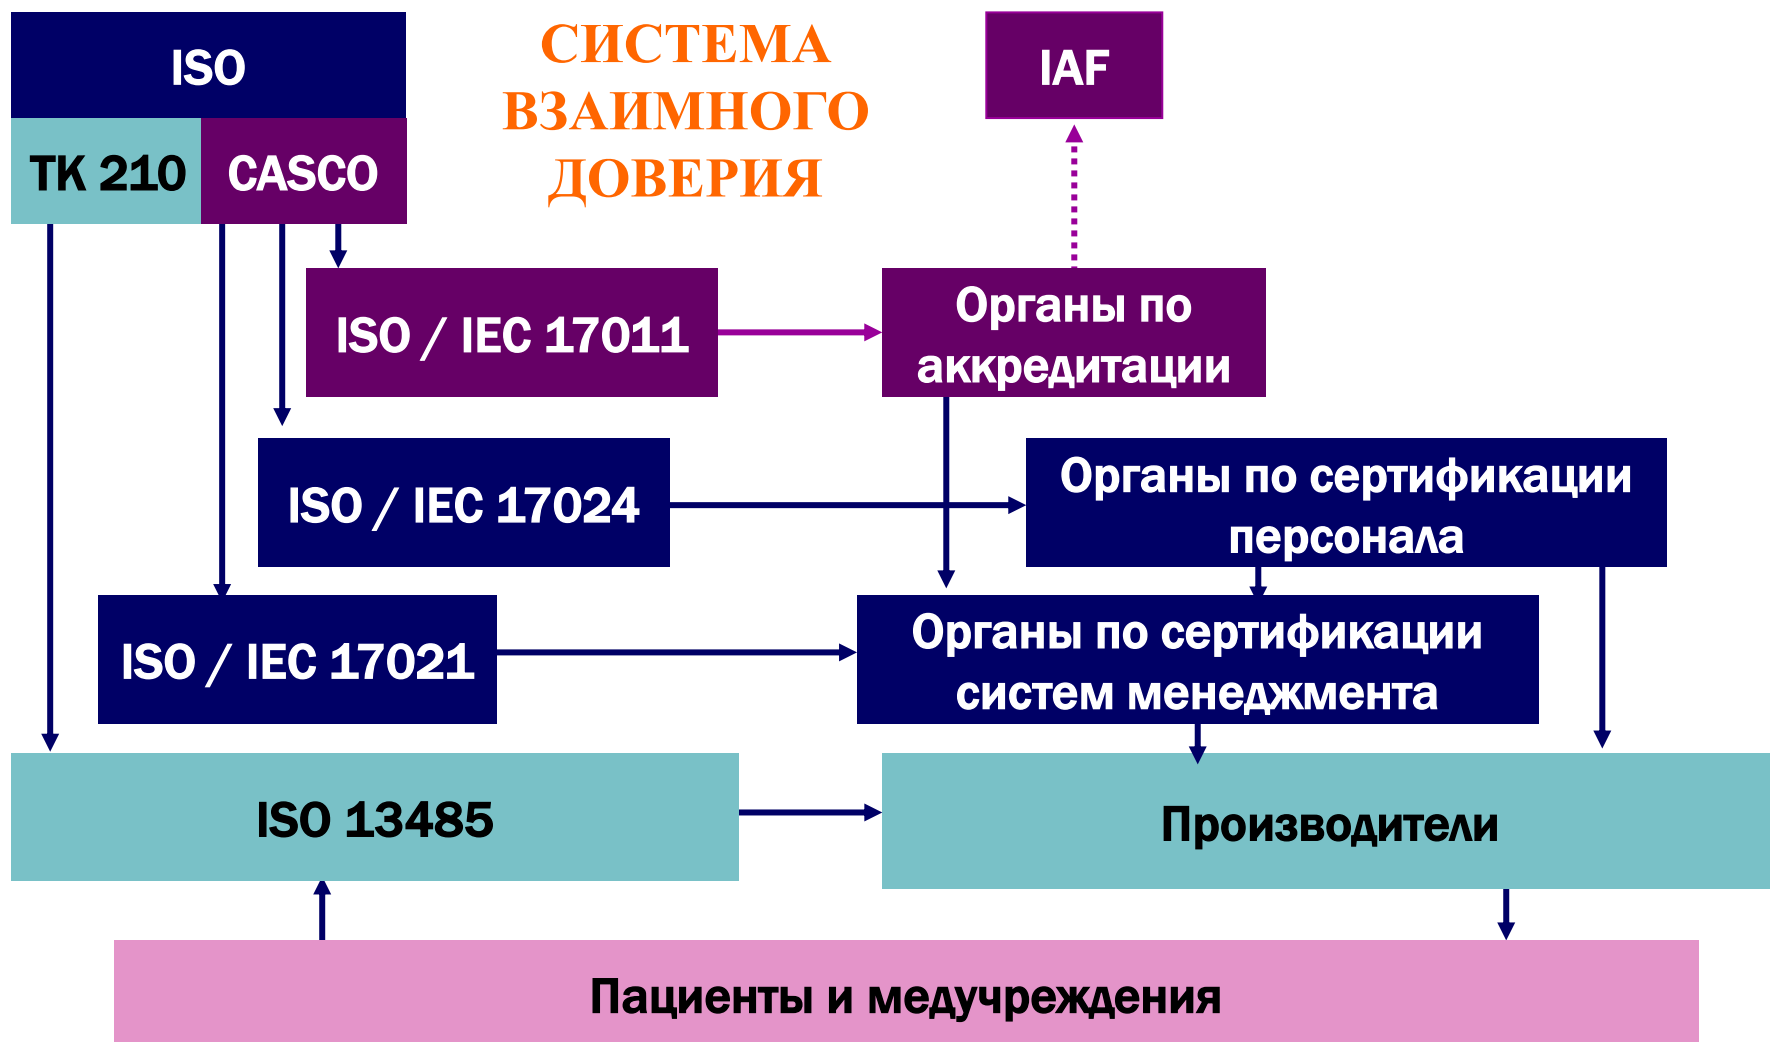 ISO
СИСТЕМА
ВЗАИМНОГО
ДОВЕРИЯ
IAF
ТК 210
CASCO
ISO / IEC 17011
Органы по
аккредитации
ISO / IEC 17024
Органы по сертификации
персонала
ISO / IEC 17021
Органы по сертификации
систем менеджмента
ISO 13485
Производители
Пациенты и медучреждения